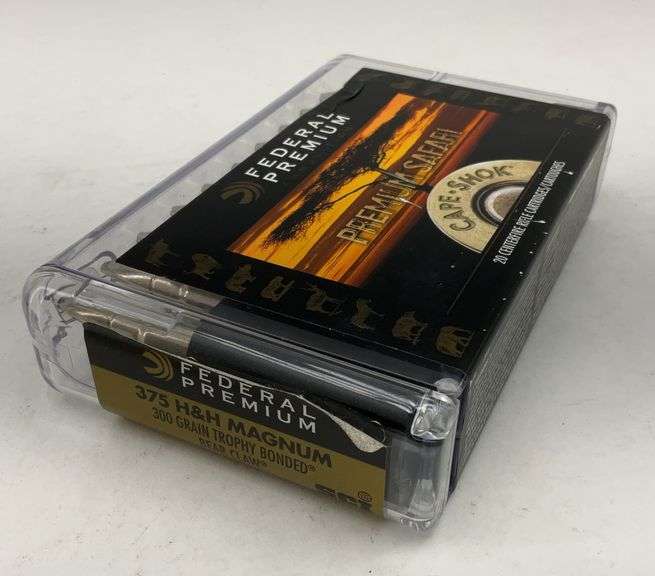 FEDERAL
PREMIUM
PREMIUM SAFARI
CAPE·SHOK
20 CENTERFIRE RIFLE CARTRIDGES/CARTOUCHES
FEDERAL
PREMIUM
375 H&H MAGNUM
300 GRAIN TROPHY BONDED®
BEAR CLAW®